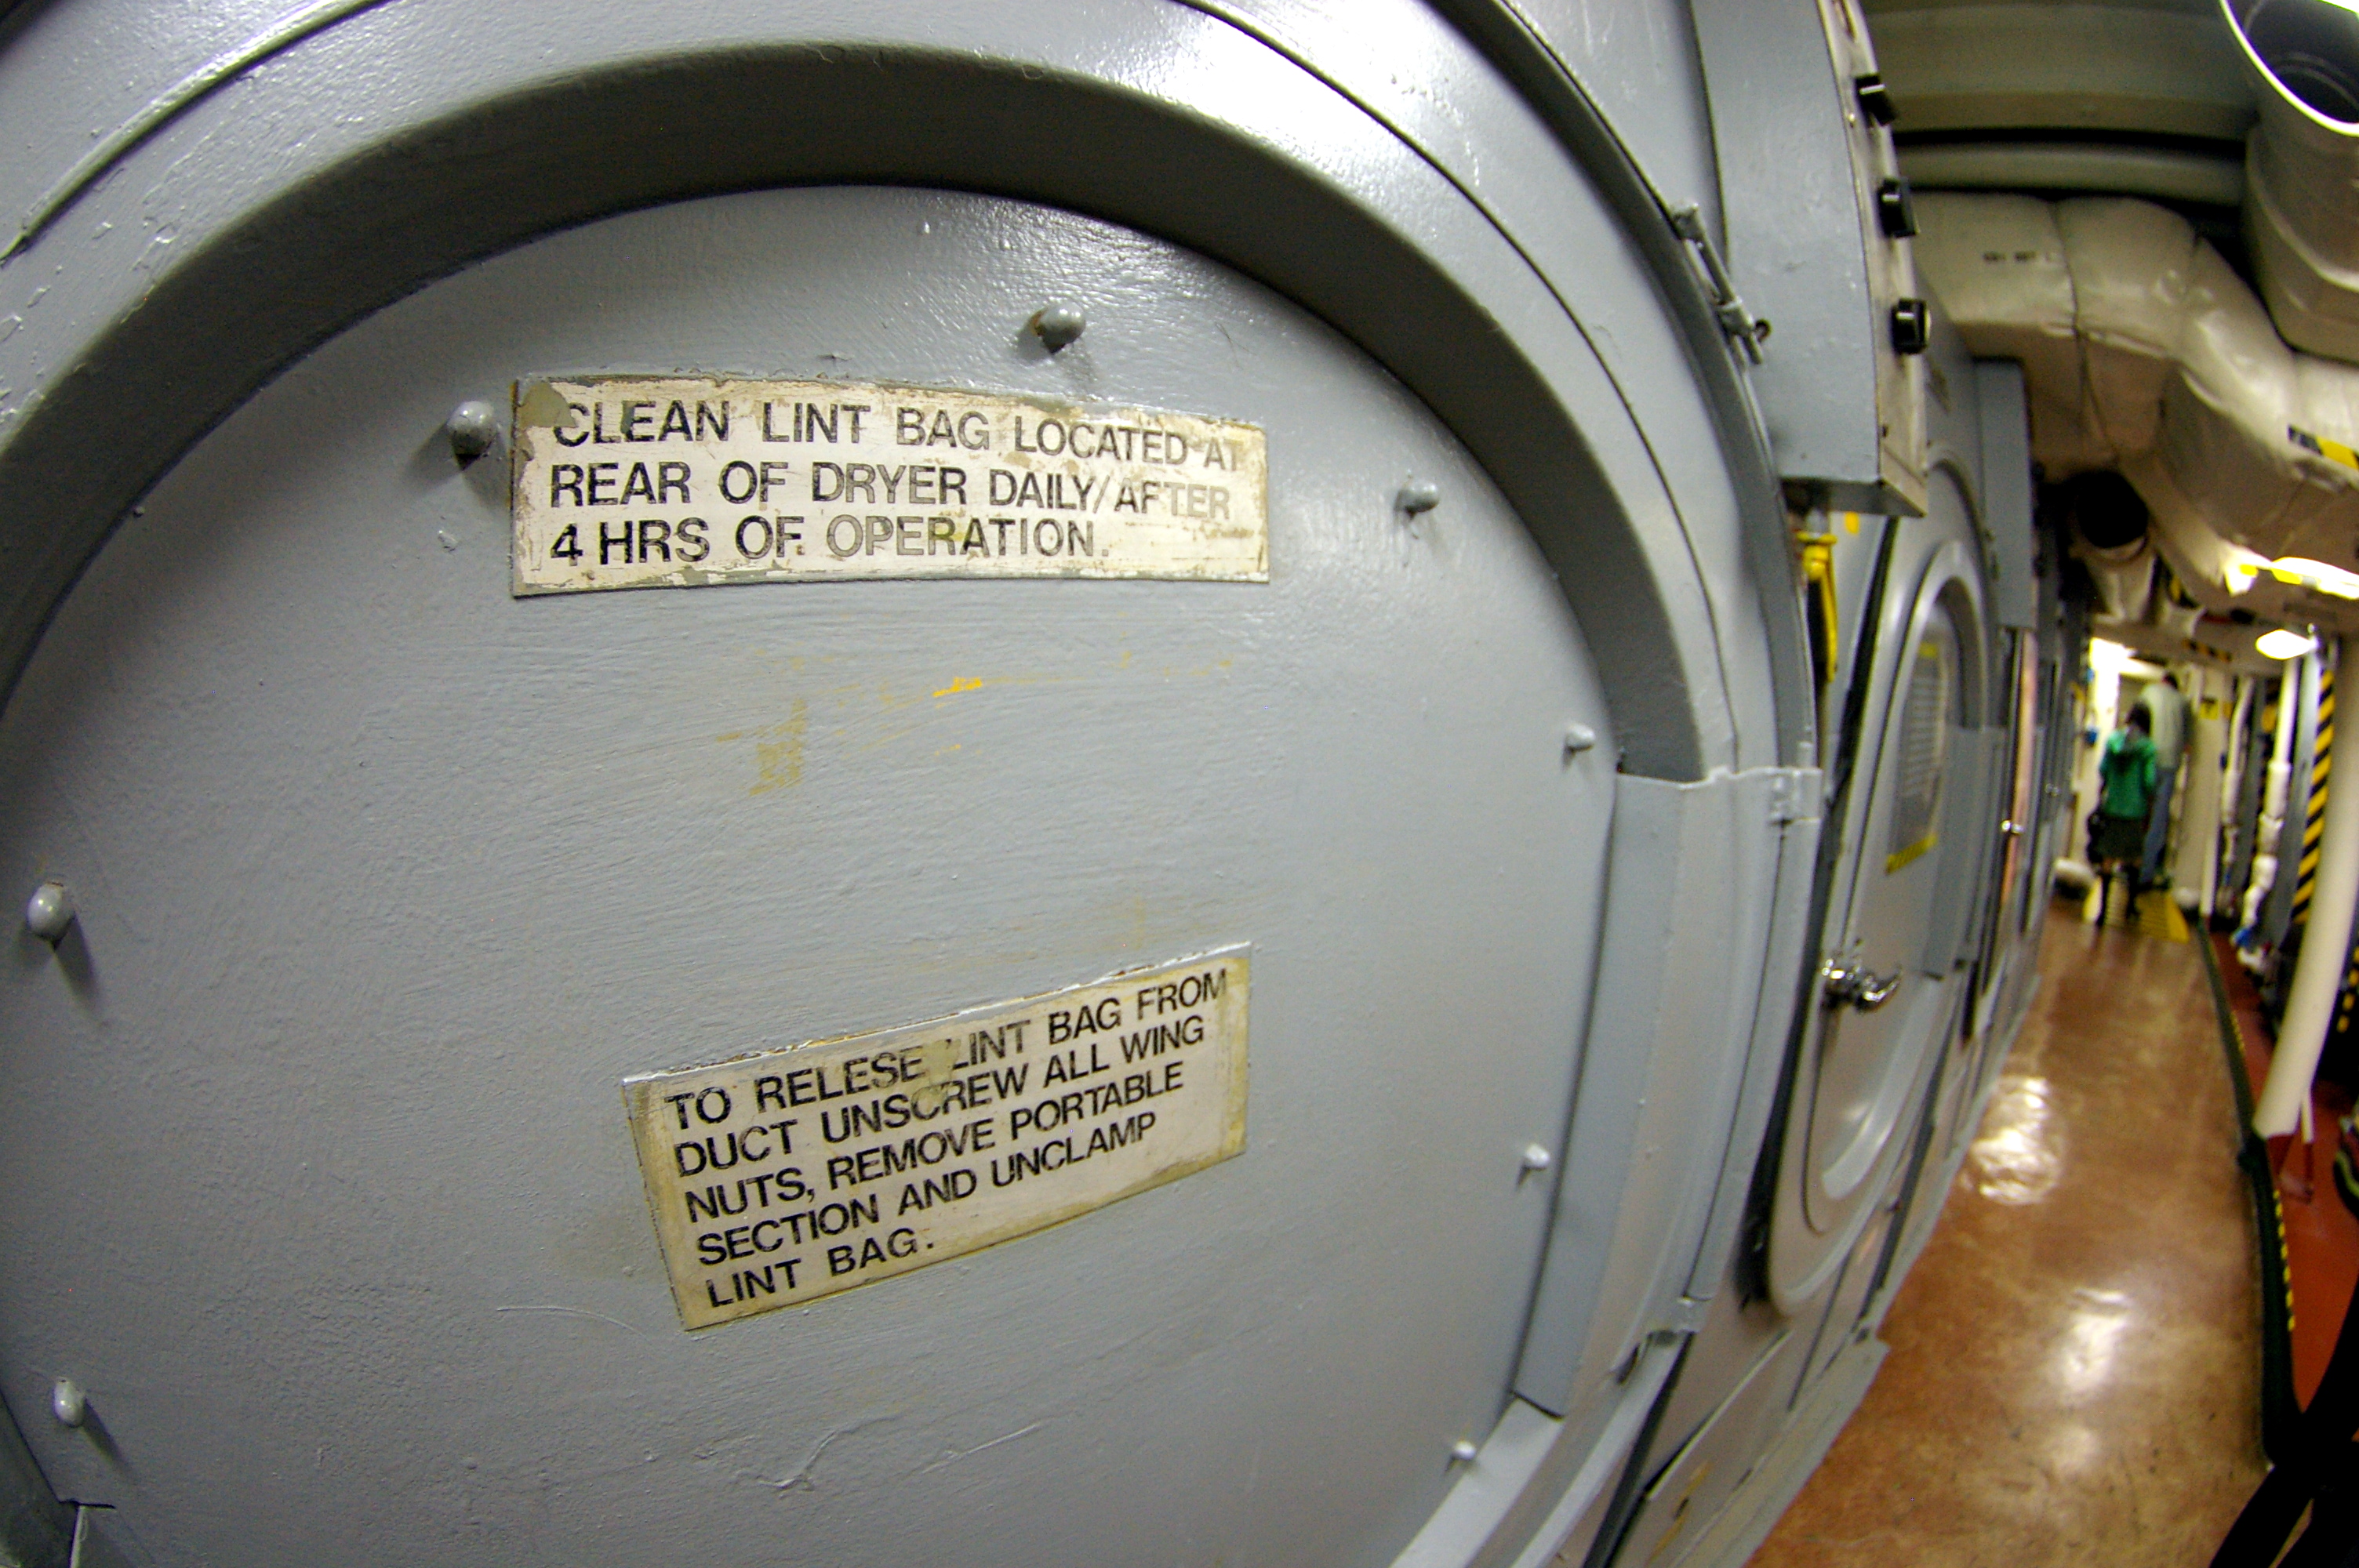 CLEAN LINT BAG LOCATED AT
REAR OF DRYER DAILY/AFTER
4 HRS OF OPERATION.
TO RELESE LINT BAG FROM
DUCT UNSCREW ALL WING
NUTS, REMOVE PORTABLE
SECTION AND UNCLAMP
LINT BAG.